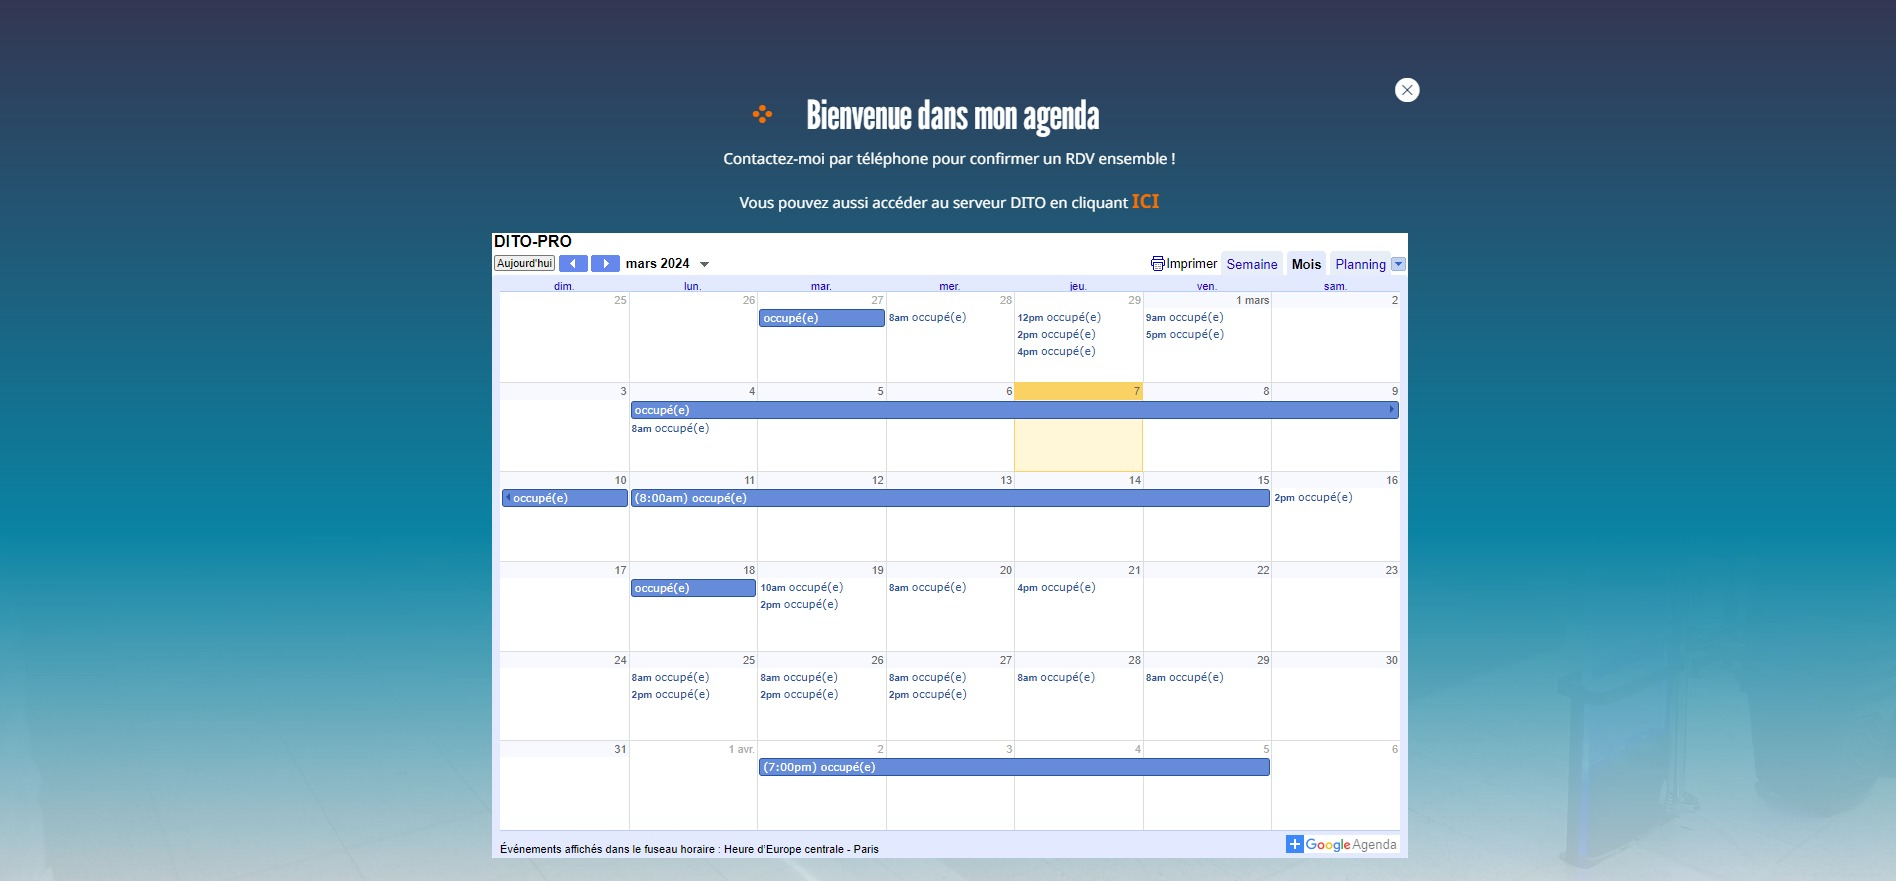 Bienvenue dans mon agenda
Contactez-moi par téléphone pour confirmer un RDV ensemble !
Vous pouvez aussi accéder au serveur DITO en cliquant ICI
DITO-PRO
Aujourd'hui mars 2024 Imprimer Semaine Mois Planning
dim. lun. mar. mer. jeu. ven. sam.
25 26 27 28 29 1 mars 2
occupé(e) 8am occupé(e) 12pm occupé(e) 9am occupé(e)
2pm occupé(e) 5pm occupé(e)
4pm occupé(e)
3 4 5 6 7 8 9
occupé(e)
8am occupé(e)
10 11 12 13 14 15 16
occupé(e) (8:00am) occupé(e) 2pm occupé(e)
17 18 19 20 21 22 23
occupé(e) 10am occupé(e) 8am occupé(e) 4pm occupé(e)
2pm occupé(e)
24 25 26 27 28 29 30
8am occupé(e) 8am occupé(e) 8am occupé(e) 8am occupé(e) 8am occupé(e)
2pm occupé(e) 2pm occupé(e) 2pm occupé(e)
31 1 avr. 2 3 4 5 6
(7:00pm) occupé(e)
Événements affichés dans le fuseau horaire : Heure d'Europe centrale - Paris
Google Agenda